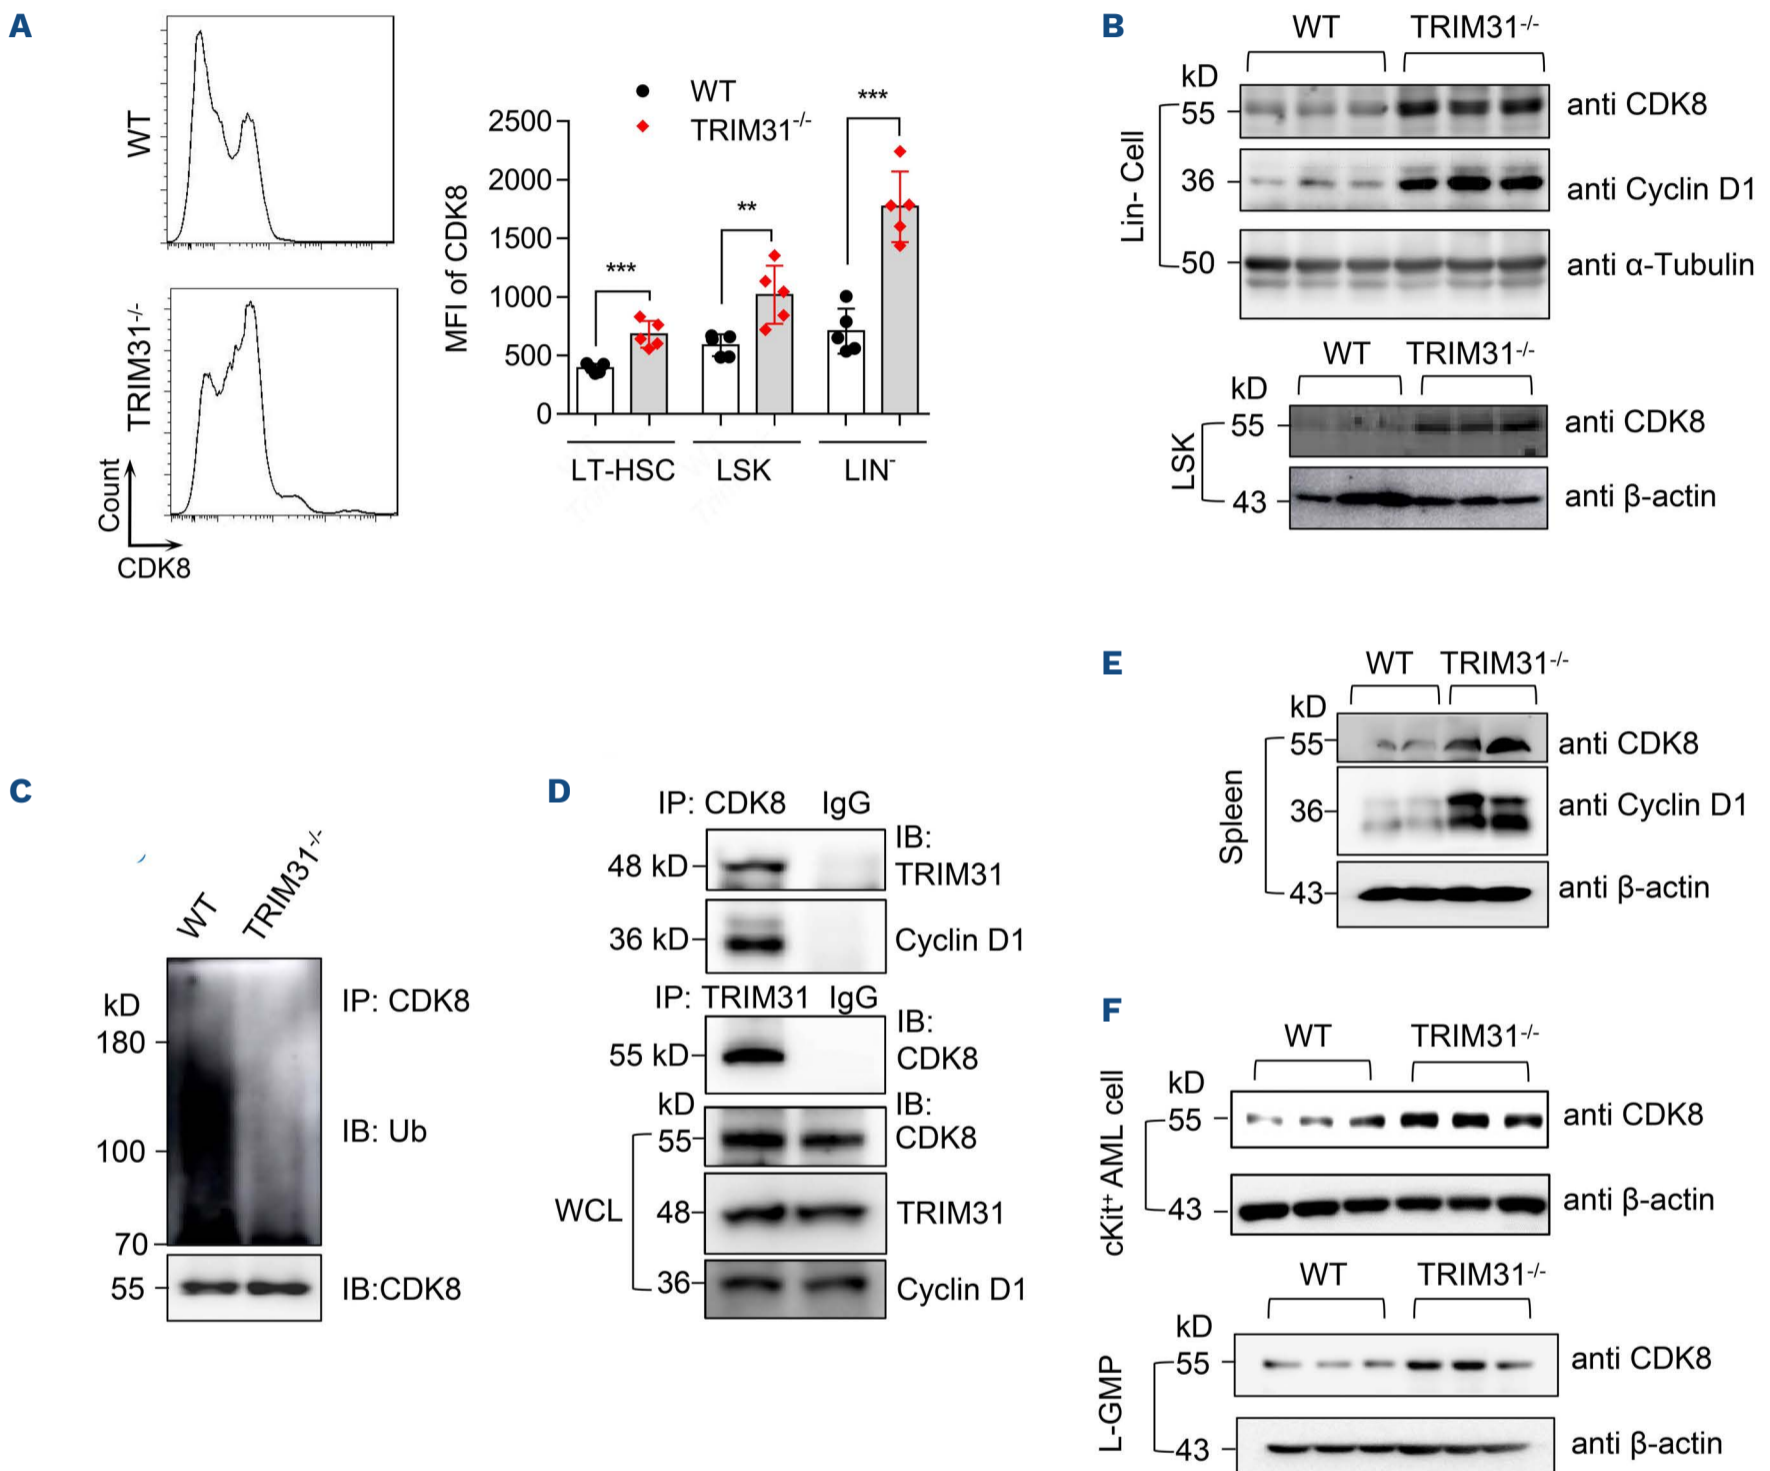 A
WT
TRIM31-/-
Count
CDK8
MFI of CDK8
WT
TRIM31-/-
2500
2000
1500
1000
500
0
***
**
***
LT-HSC
LSK
LIN-
B
WT
TRIM31-/-
kD
Lin- Cell
55
anti CDK8
36
anti Cyclin D1
50
anti α-Tubulin
WT
TRIM31-/-
kD
LSK
55
anti CDK8
43
anti β-actin
C
WT
TRIM31-/-
kD
180
100
70
55
IP: CDK8
IB: Ub
IB:CDK8
D
IP: CDK8 IgG
IB:
48 kD
TRIM31
36 kD
Cyclin D1
IP: TRIM31 IgG
IB:
55 kD
CDK8
kD
IB:
55
CDK8
WCL
48
TRIM31
36
Cyclin D1
E
WT
TRIM31-/-
kD
Spleen
55
anti CDK8
36
anti Cyclin D1
43
anti β-actin
F
WT
TRIM31-/-
kD
cKit+ AML cell
55
anti CDK8
43
anti β-actin
WT
TRIM31-/-
kD
L-GMP
55
anti CDK8
43
anti β-actin